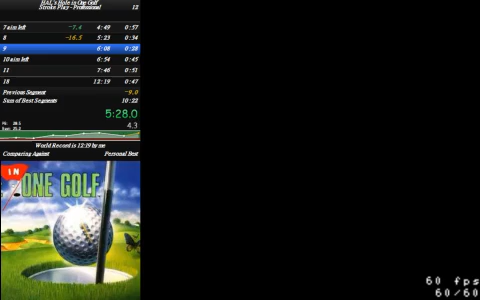 HAL's Hole in One Golf
Stroke Play - Professional 12
7 aim left -7.4 4:49 0:57
8 -16.5 5:23 0:34
9 6:08 0:28
10 aim left 6:54 0:45
11 7:46 0:51
18 12:19 0:47
Previous Segment -9.0
Sum of Best Segments 10:22
5:28.0
4.3
World Record is 12:19 by me
Comparing Against Personal Best
IN
ONE GOLF
60 fps
60/60